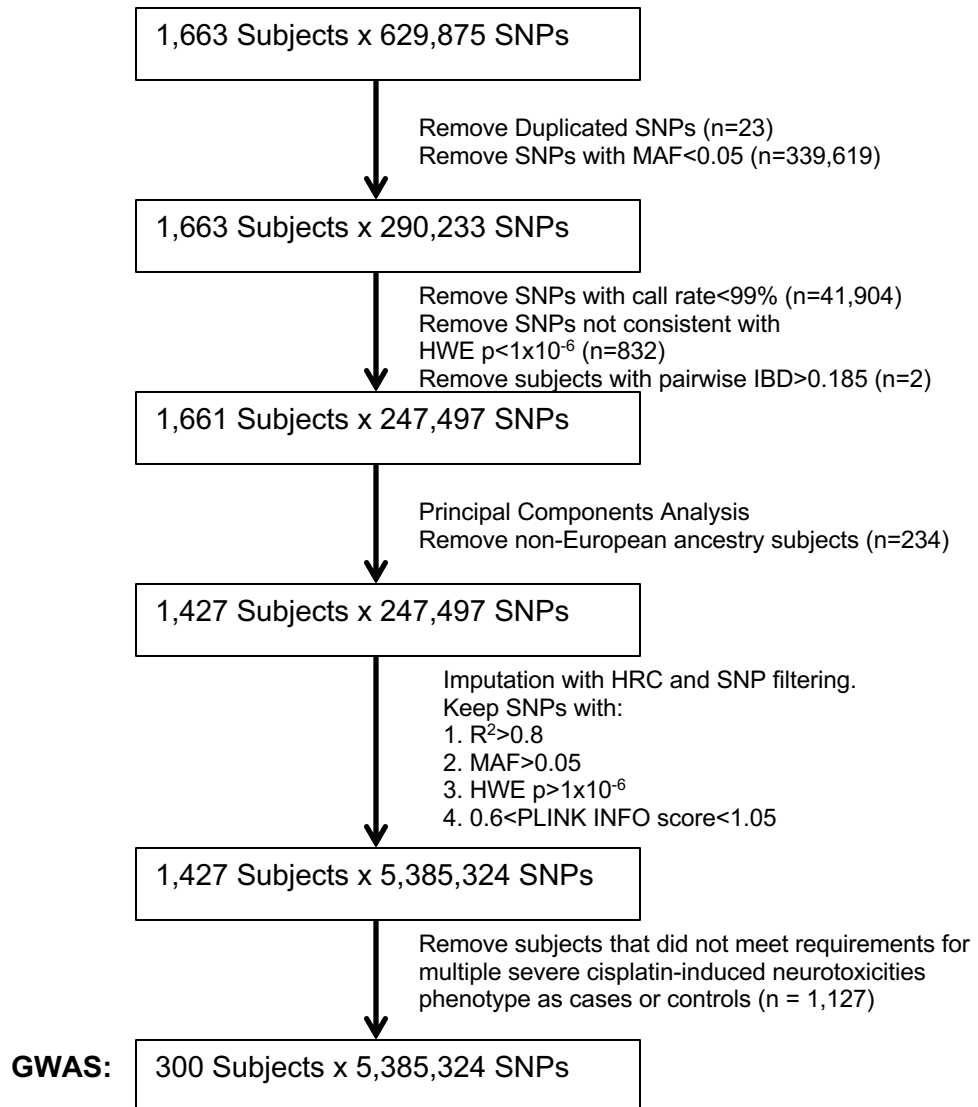 1,663 Subjects x 629,875 SNPs
Remove Duplicated SNPs (n=23)
Remove SNPs with MAF<0.05 (n=339,619)
1,663 Subjects x 290,233 SNPs
Remove SNPs with call rate<99% (n=41,904)
Remove SNPs not consistent with
HWE p<1x10⁻⁶ (n=832)
Remove subjects with pairwise IBD>0.185 (n=2)
1,661 Subjects x 247,497 SNPs
Principal Components Analysis
Remove non-European ancestry subjects (n=234)
1,427 Subjects x 247,497 SNPs
Imputation with HRC and SNP filtering.
Keep SNPs with:
1. R²>0.8
2. MAF>0.05
3. HWE p>1x10⁻⁶
4. 0.6<PLINK INFO score<1.05
1,427 Subjects x 5,385,324 SNPs
Remove subjects that did not meet requirements for
multiple severe cisplatin-induced neurotoxicities
phenotype as cases or controls (n = 1,127)
GWAS: 300 Subjects x 5,385,324 SNPs